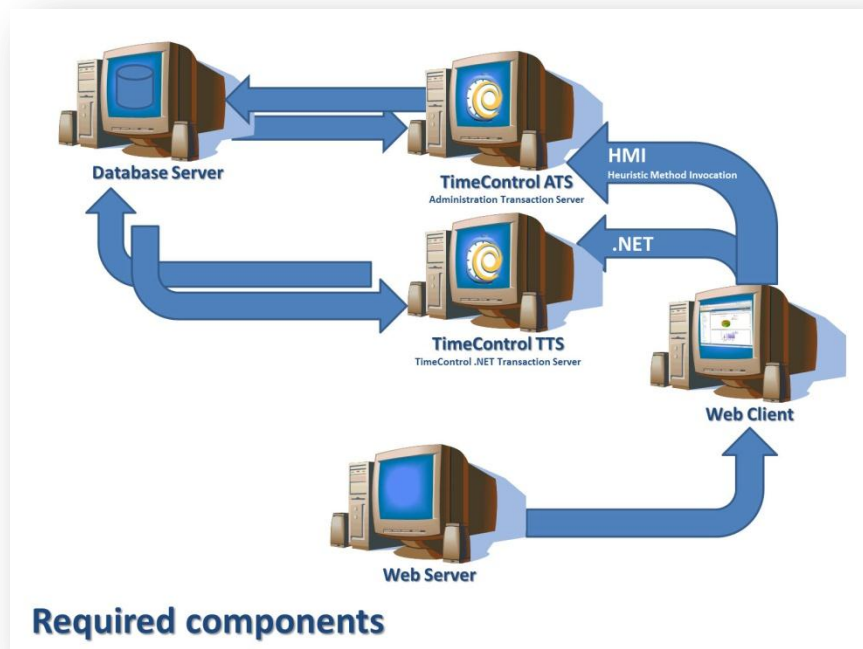 Database Server
TimeControl ATS
Administration Transaction Server
HMI
Heuristic Method Invocation
.NET
TimeControl TTS
TimeControl .NET Transaction Server
Web Client
Web Server
Required components